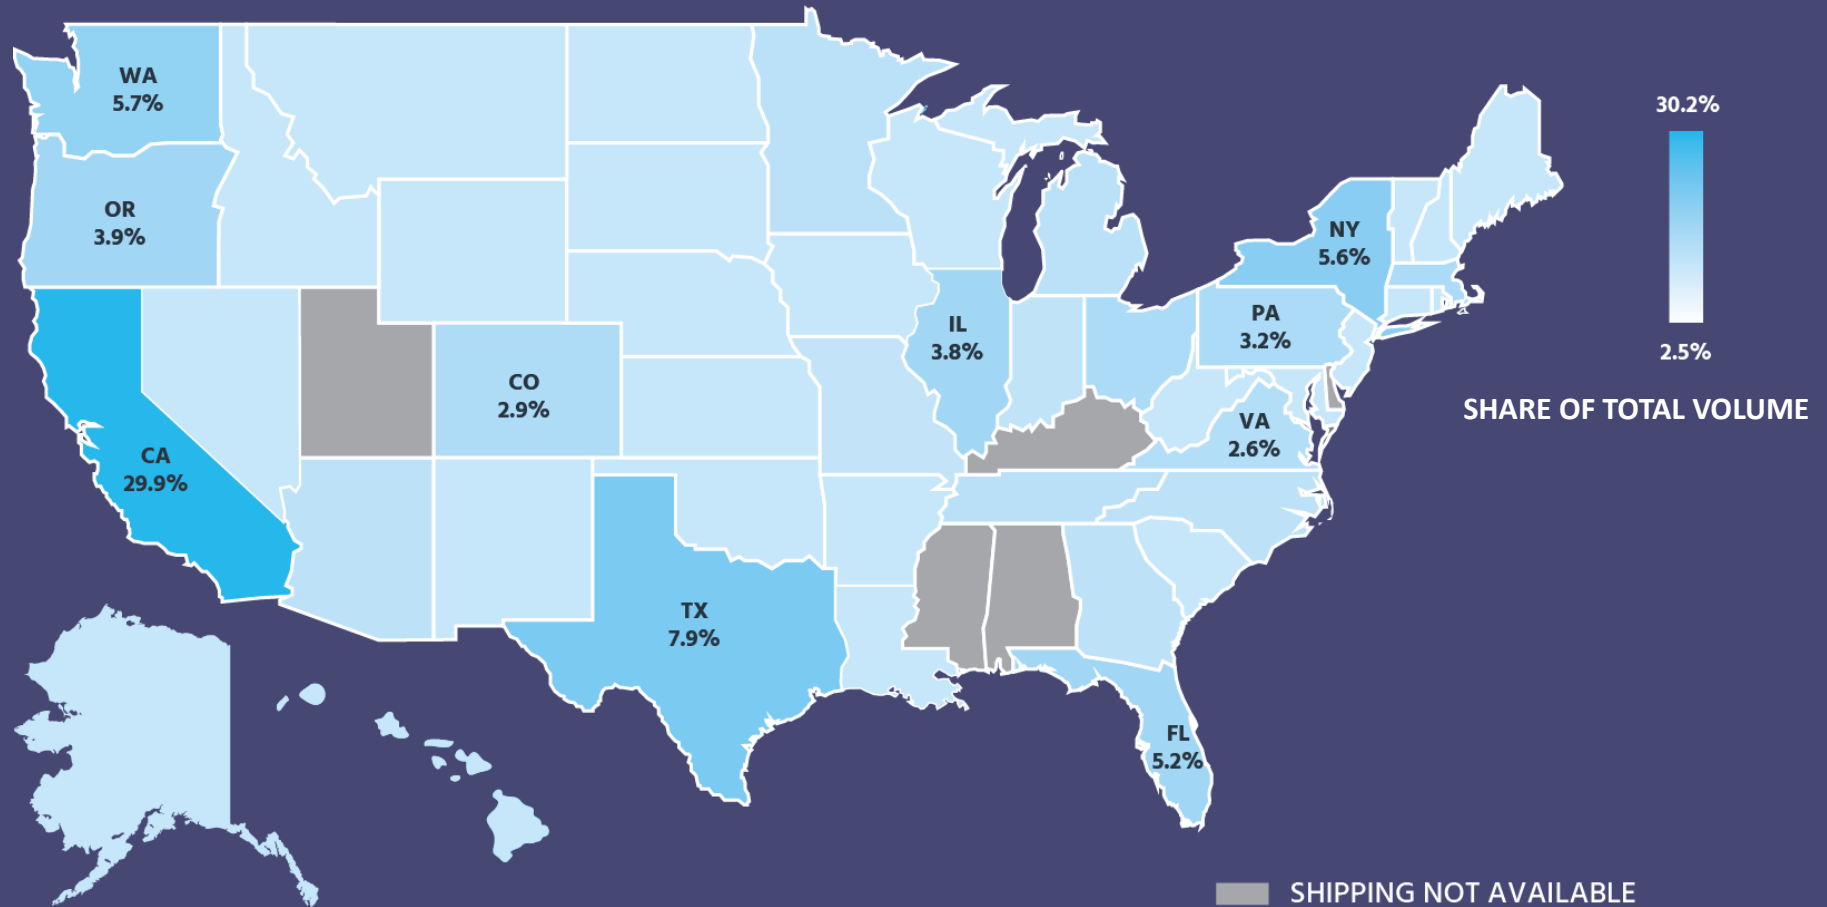 WA
5.7%
30.2%
OR
3.9%
NY
5.6%
IL
3.8%
PA
3.2%
2.5%
CO
2.9%
SHARE OF TOTAL VOLUME
VA
2.6%
CA
29.9%
TX
7.9%
FL
5.2%
SHIPPING NOT AVAILABLE